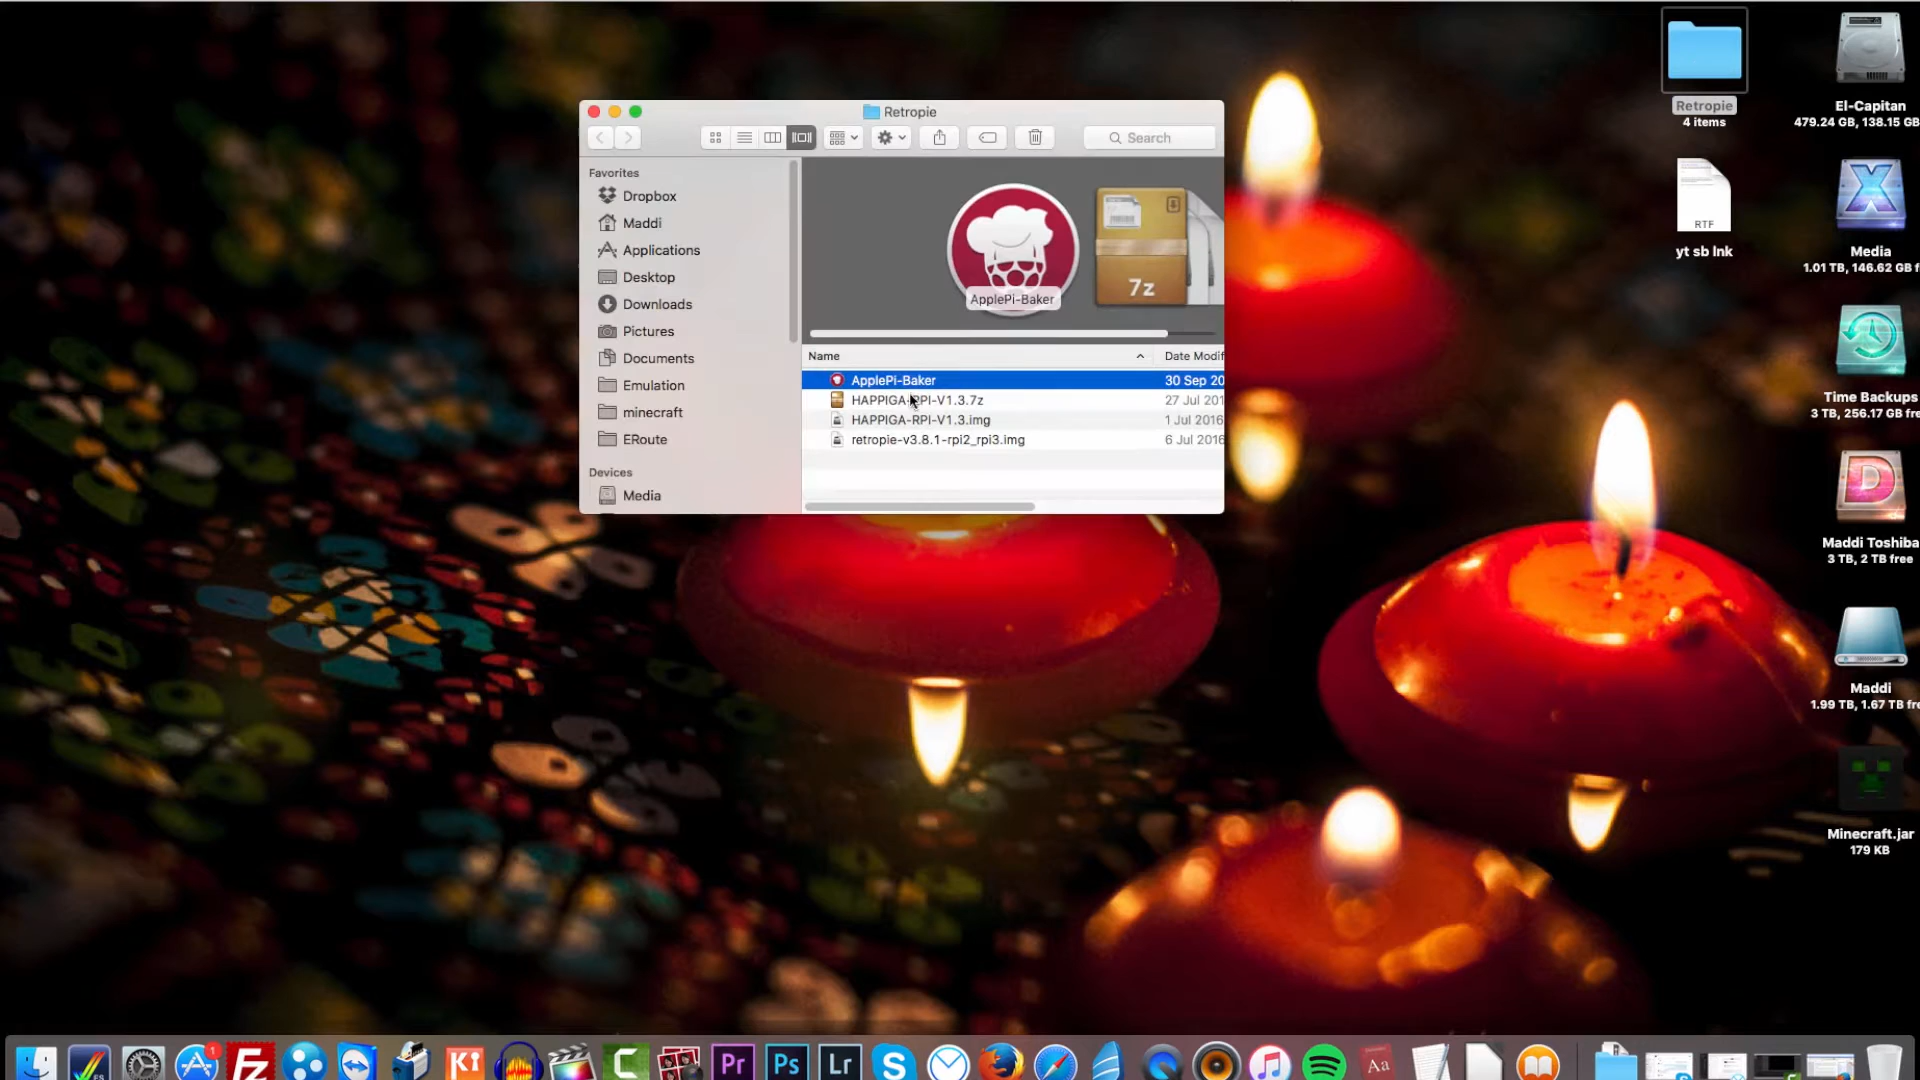 Retropie
Search
Favorites
Dropbox
Maddi
Applications
Desktop
Downloads
Pictures
Documents
Emulation
minecraft
ERoute
Devices
Media
ApplePi-Baker
7z
Name
Date Modif
ApplePi-Baker
30 Sep 20
HAPPIGA-RPI-V1.3.7z
27 Jul 201
HAPPIGA-RPI-V1.3.img
1 Jul 2016
retropie-v3.8.1-rpi2_rpi3.img
6 Jul 2016
Retropie
4 items
RTF
yt sb lnk
El-Capitan
479.24 GB, 138.15 GB
X
Media
1.01 TB, 146.62 GB f
Time Backups
3 TB, 256.17 GB fre
D
Maddi Toshiba
3 TB, 2 TB free
Maddi
1.99 TB, 1.67 TB fre
Minecraft.jar
179 KB
1
Fz
Ki
C
Pr
Ps
Lr
S
Aa